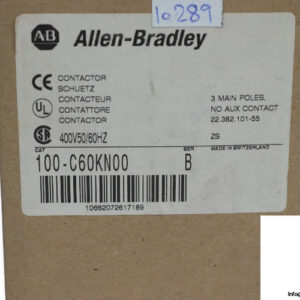 10289
AB Allen-Bradley
CE CONTACTOR
SCHUETZ
CONTACTEUR
UL CONTATTORE
CONTACTOR
3 MAIN POLES,
NO AUX CONTACT
22.382.101-55
400V50/60HZ
ZS
CAT
SER
MADE IN SWITZERLAND
100-C60KN00
B
10662072617189